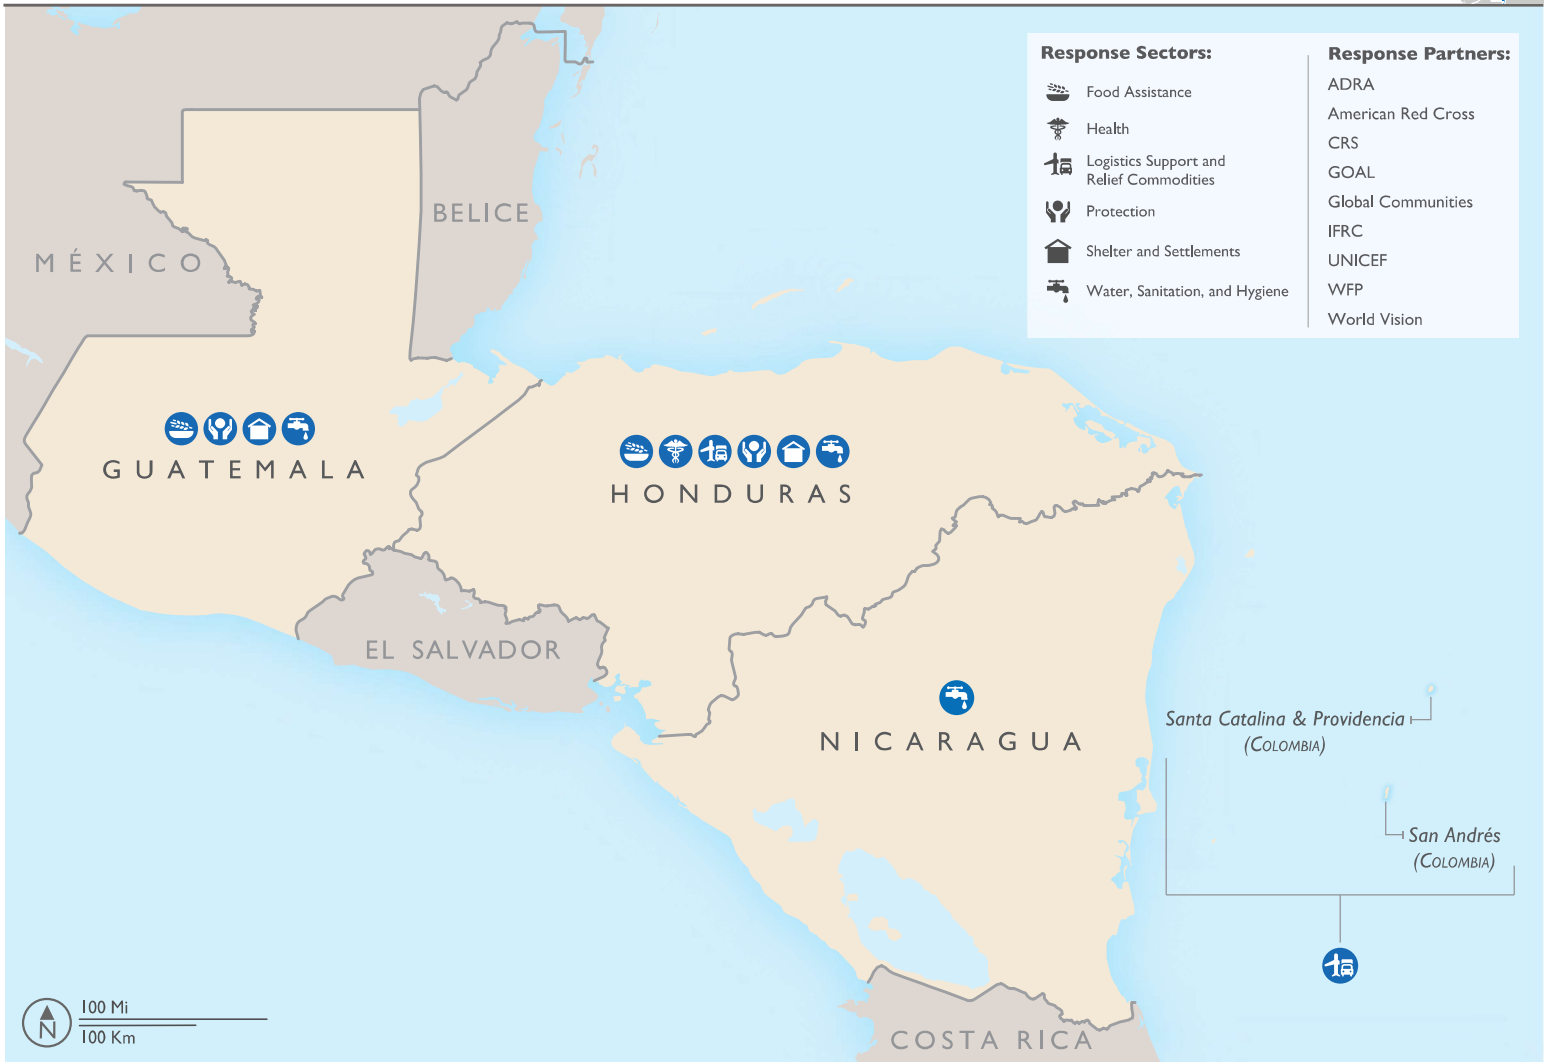 Response Sectors:
Food Assistance
Health
Logistics Support and
Relief Commodities
Protection
Shelter and Settlements
Water, Sanitation, and Hygiene
Response Partners:
ADRA
American Red Cross
CRS
GOAL
Global Communities
IFRC
UNICEF
WFP
World Vision
BELICE
MÉXICO
GUATEMALA
HONDURAS
EL SALVADOR
NICARAGUA
Santa Catalina & Providencia
(COLOMBIA)
San Andrés
(COLOMBIA)
COSTA RICA
N
100 Mi
100 Km